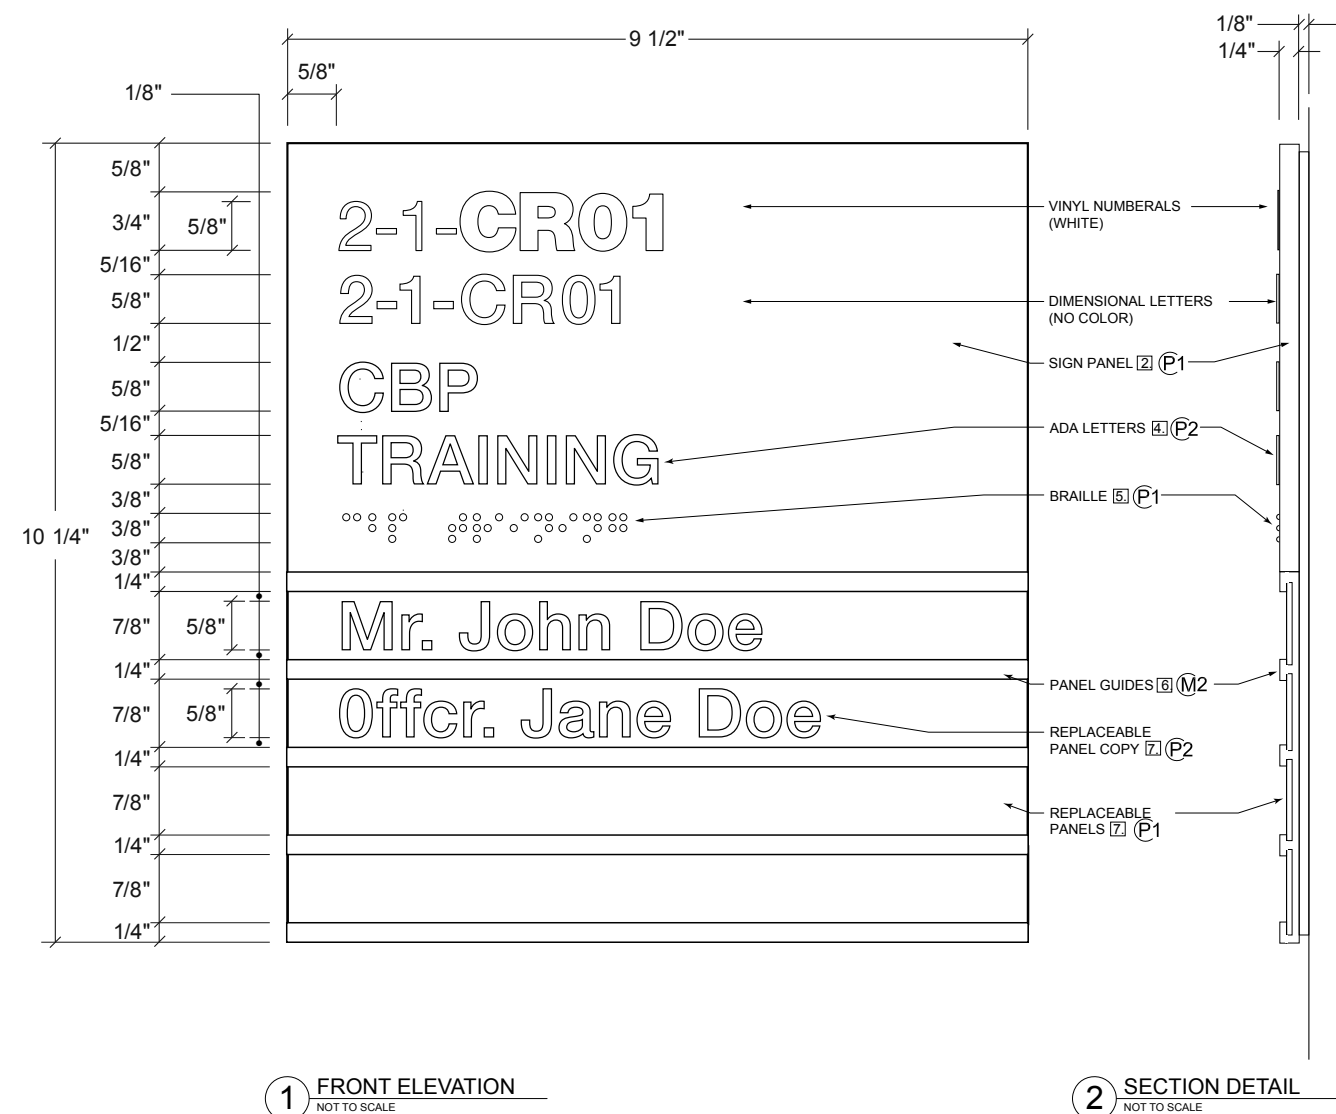 1/8"
9 1/2"
1/4"
5/8"
1/8"
5/8"
3/4"
5/8"
2-1-CR01
VINYL NUMBERALS
(WHITE)
5/16"
5/8"
2-1-CR01
DIMENSIONAL LETTERS
(NO COLOR)
1/2"
SIGN PANEL 2. P1
5/8"
CBP
5/16"
ADA LETTERS 4. P2
5/8"
TRAINING
3/8"
BRAILLE 5. P1
3/8"
10 1/4"
3/8"
1/4"
7/8"
5/8"
Mr. John Doe
1/4"
PANEL GUIDES 6 M2
7/8"
5/8"
0ffcr. Jane Doe
REPLACEABLE
PANEL COPY 7. P2
1/4"
7/8"
REPLACEABLE
PANELS 7. P1
1/4"
7/8"
1/4"
1 FRONT ELEVATION
NOT TO SCALE
2 SECTION DETAIL
NOT TO SCALE